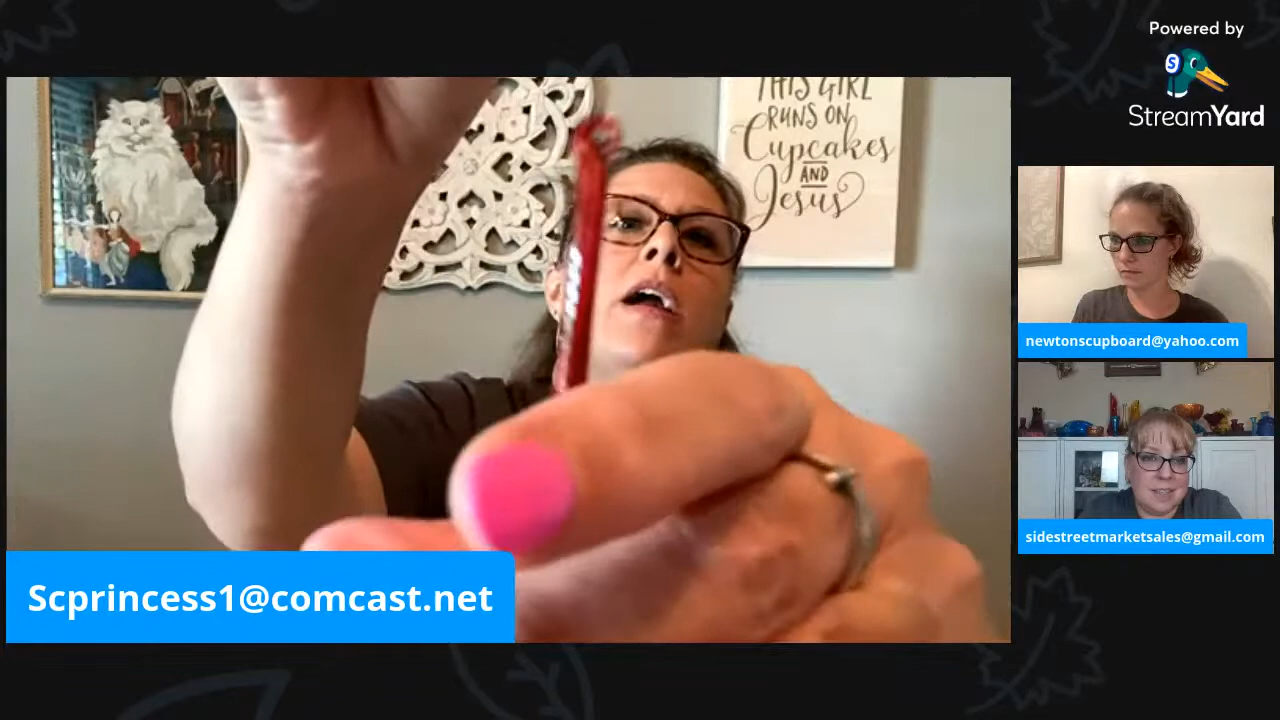 Powered by
StreamYard
THIS GIRL
RUNS ON
Cupcakes
AND
Jesus
newtonscupboard@yahoo.com
sidestreetmarketsales@gmail.com
Scprincess1@comcast.net